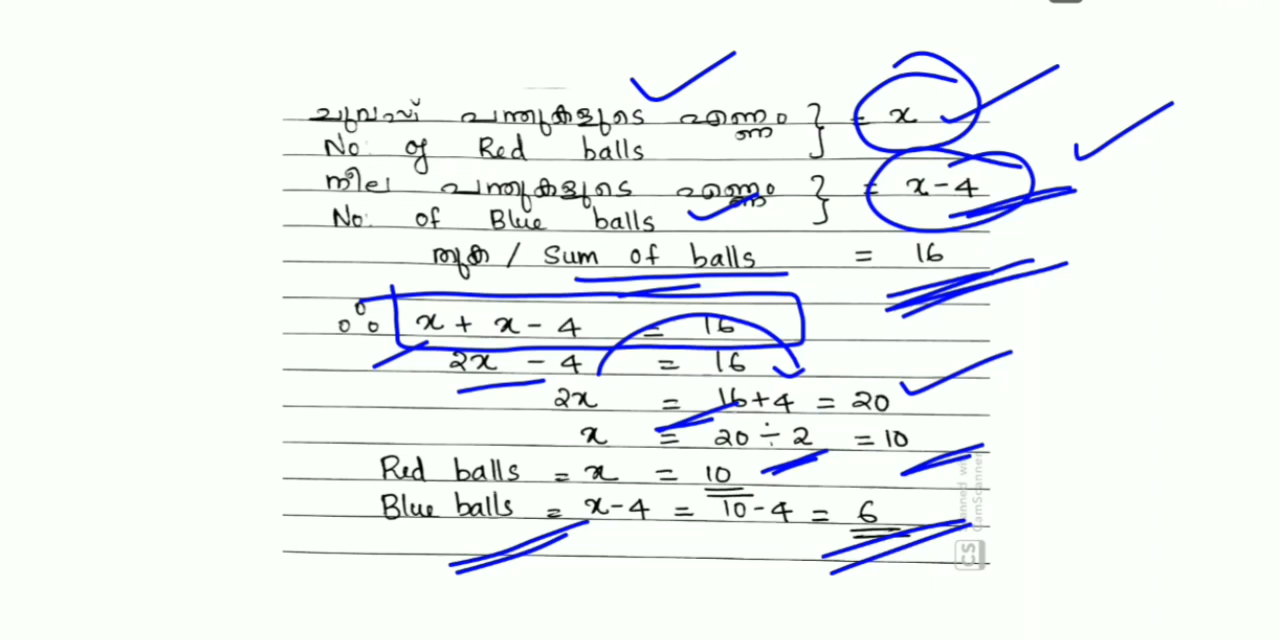 ചുവപ്പ് പന്തുകളുടെ എണ്ണം } = x
No: of Red balls
നീല പന്തുകളുടെ എണ്ണം } = x - 4
No: of Blue balls
തുക / Sum of balls = 16
∴ x + x - 4 = 16
2x - 4 = 16
2x = 16+4 = 20
x = 20 ÷ 2 = 10
Red balls = x = 10
Blue balls = x - 4 = 10 - 4 = 6
CS